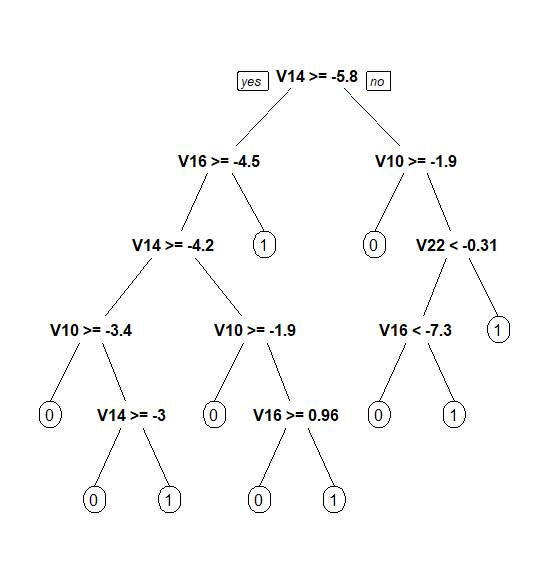 yes V14 >= -5.8 no
V16 >= -4.5 V10 >= -1.9
V14 >= -4.2 1 0 V22 < -0.31
V10 >= -3.4 V10 >= -1.9 V16 < -7.3 1
0 V14 >= -3 0 V16 >= 0.96 0 1
0 1 0 1